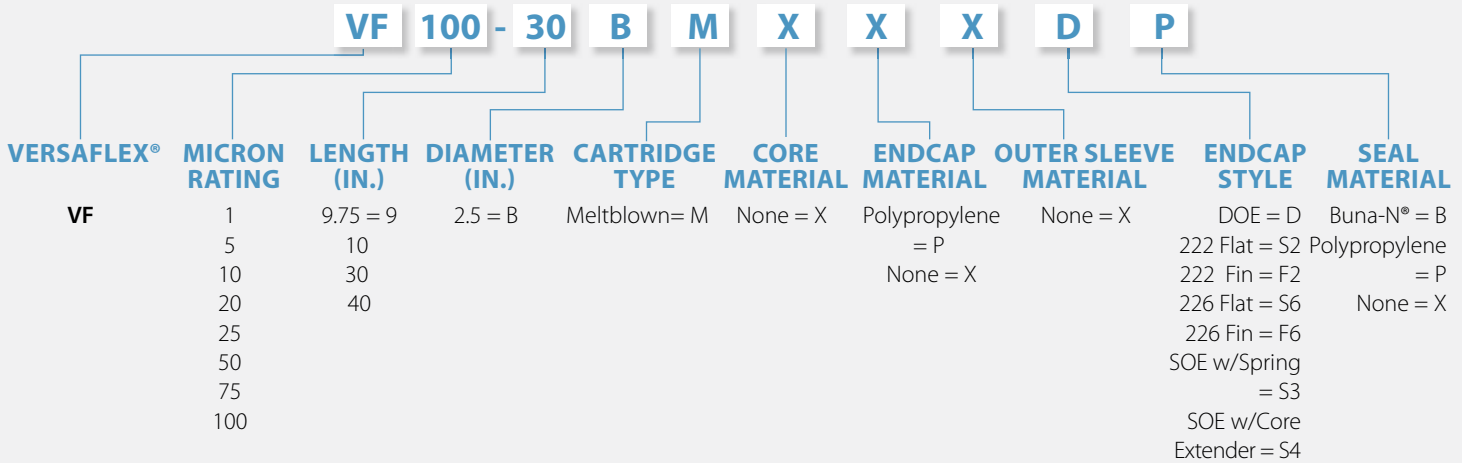 VF 100 - 30 B M X X X D P
VERSAFLEX® MICRON LENGTH DIAMETER CARTRIDGE CORE ENDCAP OUTER SLEEVE ENDCAP SEAL
RATING (IN.) (IN.) TYPE MATERIAL MATERIAL MATERIAL STYLE MATERIAL
VF 1 9.75 = 9 2.5 = B Meltblown= M None = X Polypropylene None = X DOE = D Buna-N® = B
5 10 = P 222 Flat = S2 Polypropylene
10 30 None = X 222 Fin = F2 = P
20 40 226 Flat = S6 None = X
25 226 Fin = F6
50 SOE w/Spring
75 = S3
100 SOE w/Core
Extender = S4